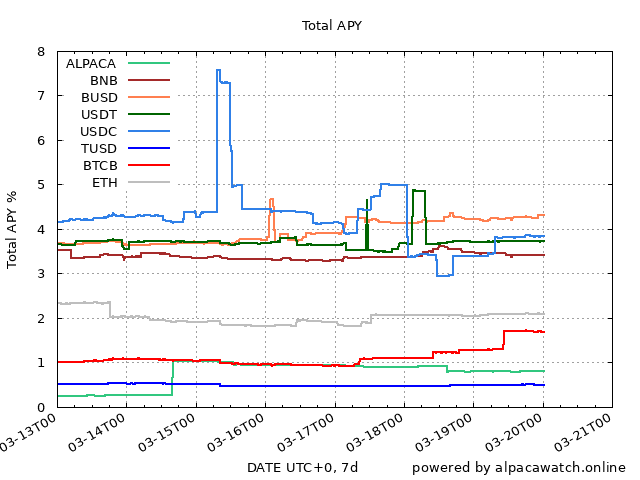 Total APY
8
7
6
5
4
3
2
1
0
Total APY %
ALPACA
BNB
BUSD
USDT
USDC
TUSD
BTCB
ETH
03-13T00
03-14T00
03-15T00
03-16T00
03-17T00
03-18T00
03-19T00
03-20T00
03-21T00
DATE UTC+0, 7d
powered by alpacawatch.online